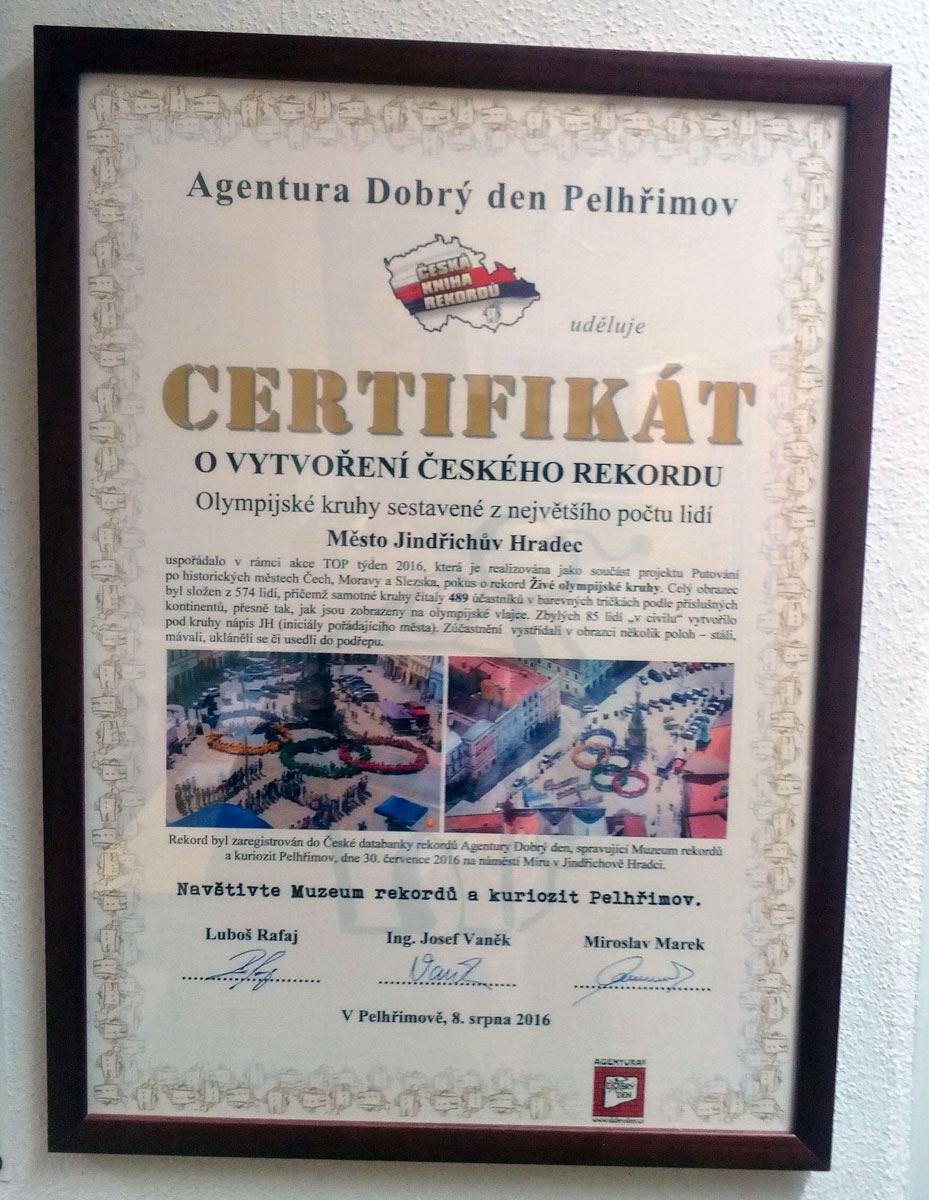 Agentura Dobrý den Pelhřimov
ČESKÁ
KNIHA
REKORDŮ
uděluje
CERTIFIKÁT
O VYTVOŘENÍ ČESKÉHO REKORDU
Olympijské kruhy sestavené z největšího počtu lidí
Město Jindřichův Hradec
uspořádalo v rámci akce TOP týden 2016, která je realizována jako součást projektu Putování
po historických městech Čech, Moravy a Slezska, pokus o rekord Živé olympijské kruhy. Celý obrazec
byl složen z 574 lidí, přičemž samotné kruhy čítaly 489 účastníků v barevných tričkách podle příslušných
kontinentů, přesně tak, jak jsou zobrazeny na olympijské vlajce. Zbylých 85 lidí „v civilu“ vytvořilo
pod kruhy nápis JH (iniciály pořádajícího města). Zúčastnění vystřídali v obrazci několik poloh – stáli,
mávali, ukláněli se či usedli do podřepu.
Rekord byl zaregistrován do České databanky rekordů Agentury Dobrý den, spravující Muzeum rekordů
a kuriozit Pelhřimov, dne 30. července 2016 na náměstí Míru v Jindřichově Hradci.
Navštivte Muzeum rekordů a kuriozit Pelhřimov.
Luboš Rafaj Ing. Josef Vaněk Miroslav Marek
V Pelhřimově, 8. srpna 2016
AGENTURA
DOBRÝ
DEN